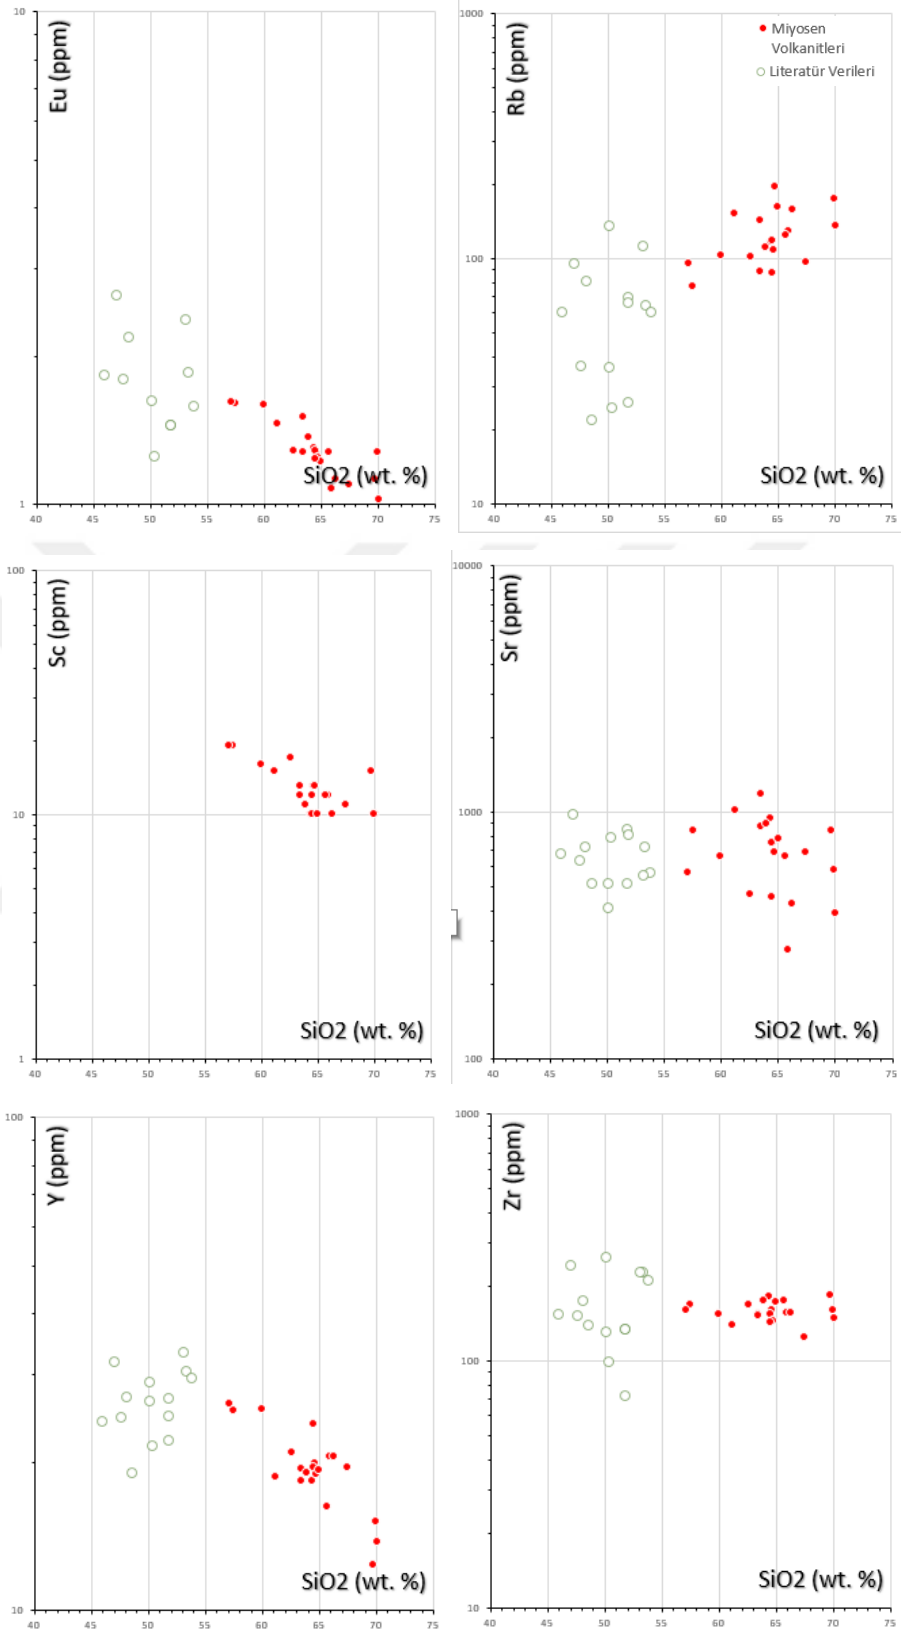 10
Eu (ppm)
SiO2 (wt. %)
1
40 45 50 55 60 65 70 75
1000
Rb (ppm)
Miyosen
Volkanitleri
Literatür Verileri
100
SiO2 (wt. %)
10
40 45 50 55 60 65 70 75
100
Sc (ppm)
10
SiO2 (wt. %)
1
40 45 50 55 60 65 70 75
10000
Sr (ppm)
1000
SiO2 (wt. %)
100
40 45 50 55 60 65 70 75
100
Y (ppm)
SiO2 (wt. %)
10
40 45 50 55 60 65 70 75
1000
Zr (ppm)
100
SiO2 (wt. %)
10
40 45 50 55 60 65 70 75